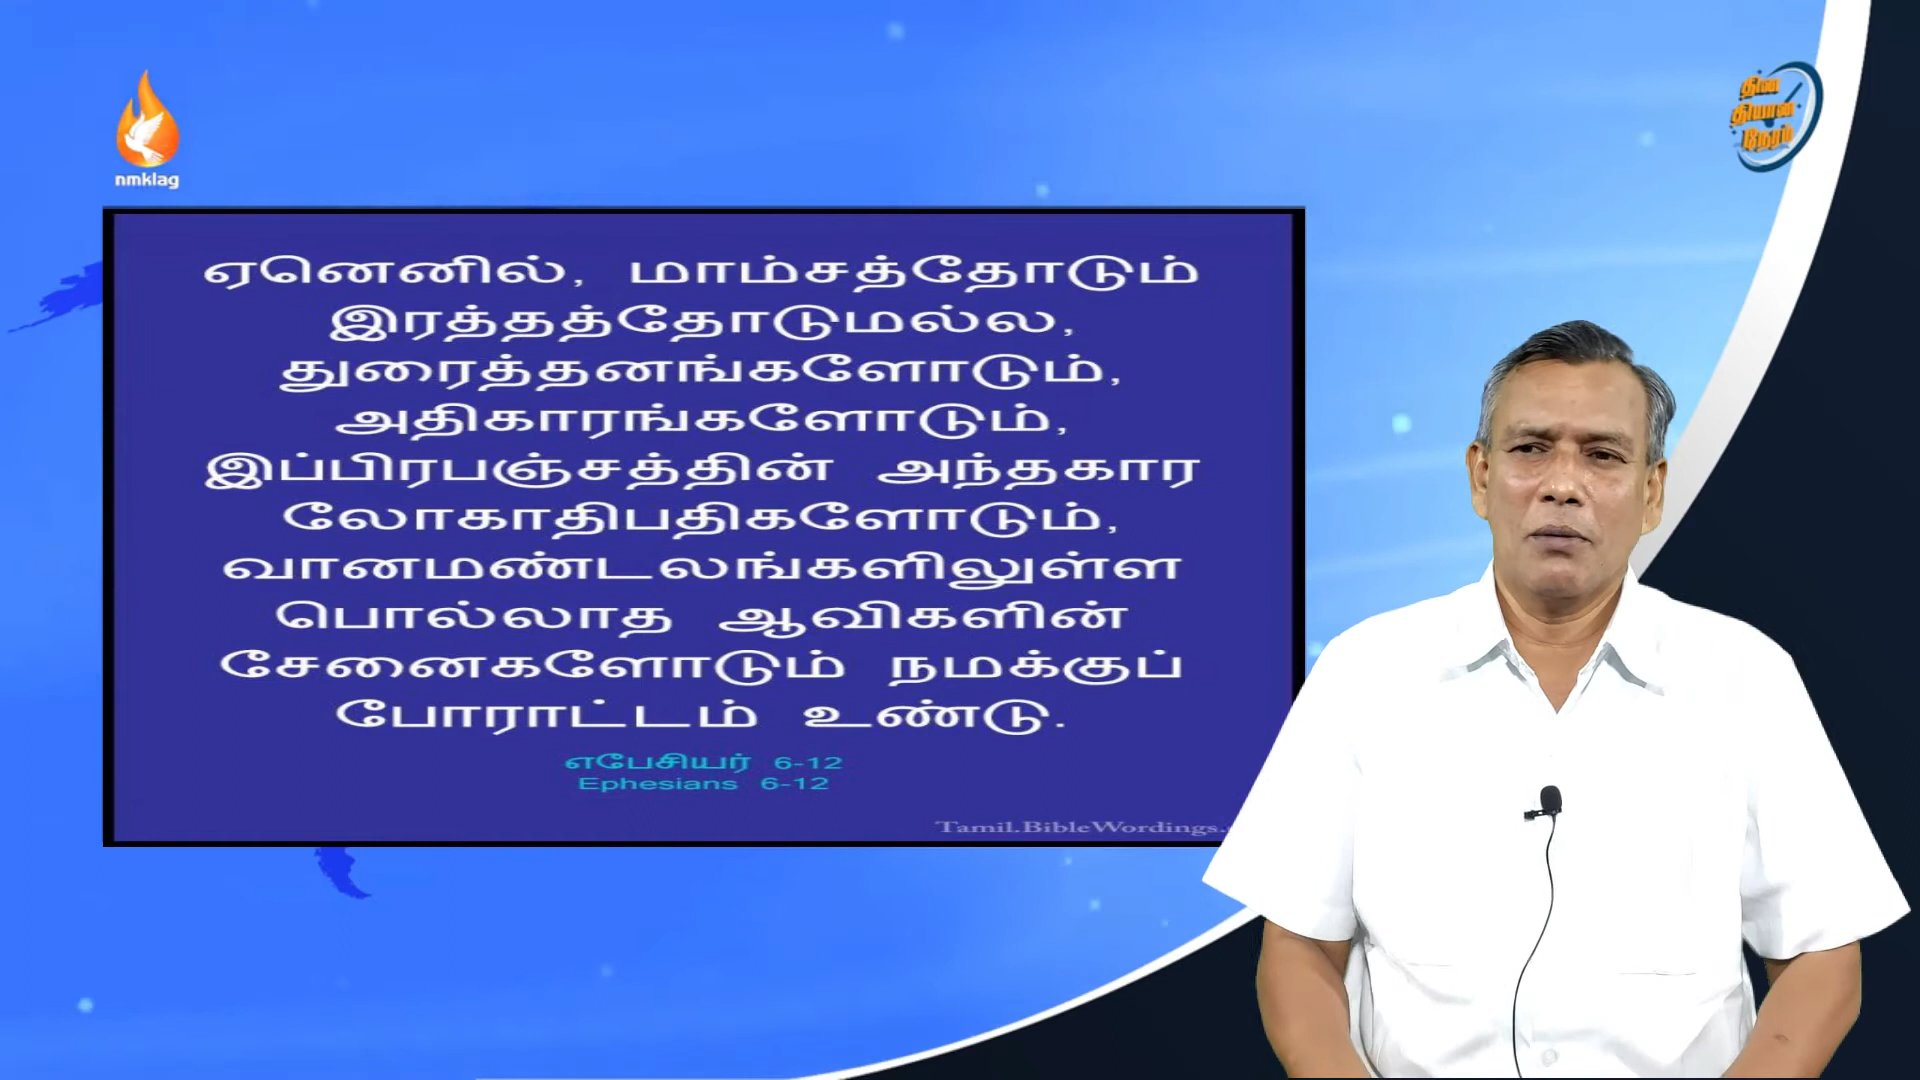 nmklag
தின
தியான
நேரம்
ஏனெனில், மாம்சத்தோடும்
இரத்தத்தோடுமல்ல,
துரைத்தனங்களோடும்,
அதிகாரங்களோடும்,
இப்பிரபஞ்சத்தின் அந்தகார
லோகாதிபதிகளோடும்,
வானமண்டலங்களிலுள்ள
பொல்லாத ஆவிகளின்
சேனைகளோடும் நமக்குப்
போராட்டம் உண்டு.
எபேசியர் 6-12
Ephesians 6-12
Tamil.BibleWordings.